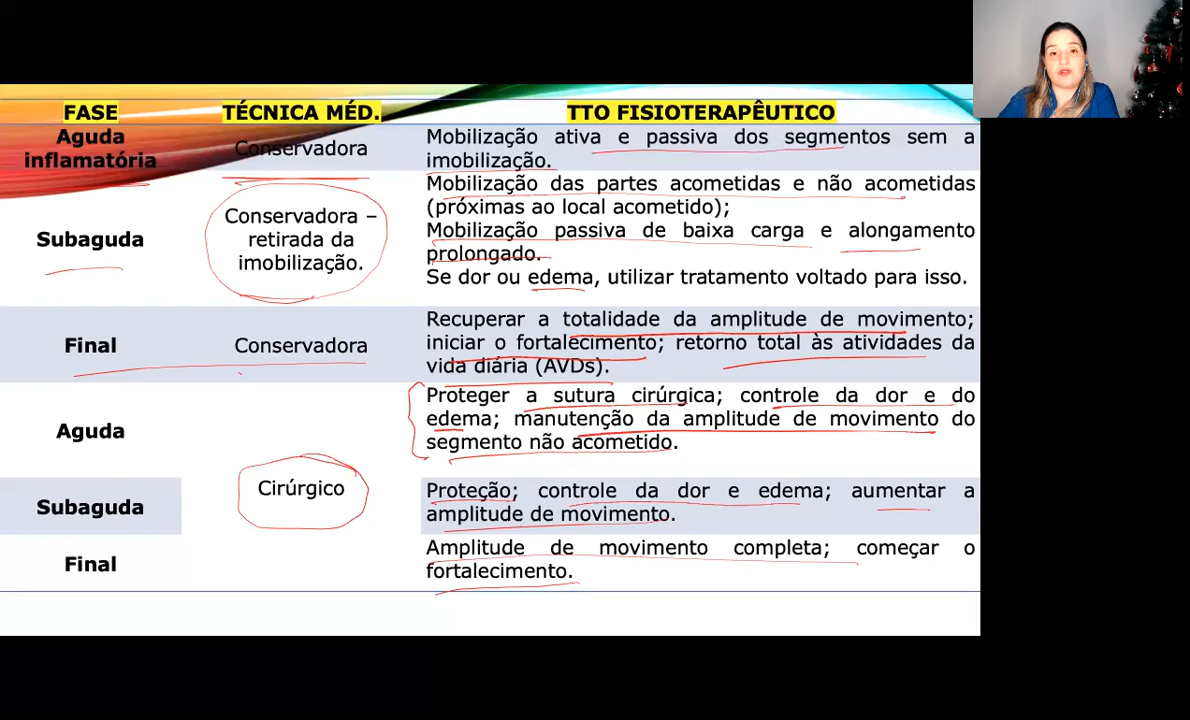 FASE TÉCNICA MÉD. TTO FISIOTERAPÊUTICO
Aguda
inflamatória
Conservadora
Mobilização ativa e passiva dos segmentos sem a
imobilização.
Subaguda
Conservadora –
retirada da
imobilização.
Mobilização das partes acometidas e não acometidas
(próximas ao local acometido);
Mobilização passiva de baixa carga e alongamento
prolongado.
Se dor ou edema, utilizar tratamento voltado para isso.
Final
Conservadora
Recuperar a totalidade da amplitude de movimento;
iniciar o fortalecimento; retorno total às atividades da
vida diária (AVDs).
Aguda
Cirúrgico
Proteger a sutura cirúrgica; controle da dor e do
edema; manutenção da amplitude de movimento do
segmento não acometido.
Subaguda
Proteção; controle da dor e edema; aumentar a
amplitude de movimento.
Final
Amplitude de movimento completa; começar o
fortalecimento.